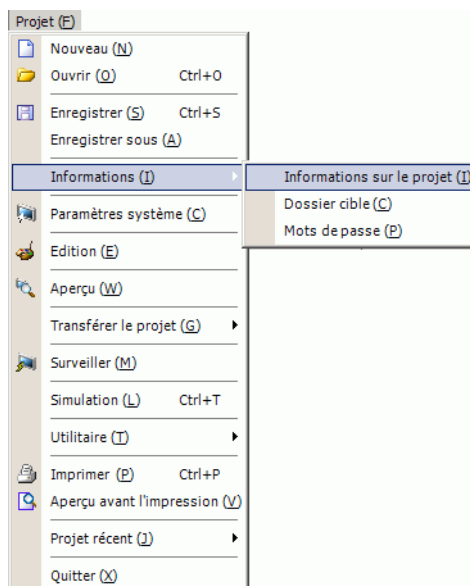 Projet (F)
Nouveau (N)
Ouvrir (O) Ctrl+O
Enregistrer (S) Ctrl+S
Enregistrer sous (A)
Informations (I)
Informations sur le projet (I)
Dossier cible (C)
Mots de passe (P)
Paramètres système (C)
Edition (E)
Aperçu (W)
Transférer le projet (G)
Surveiller (M)
Simulation (L) Ctrl+T
Utilitaire (T)
Imprimer (P) Ctrl+P
Aperçu avant l'impression (V)
Projet récent (J)
Quitter (X)